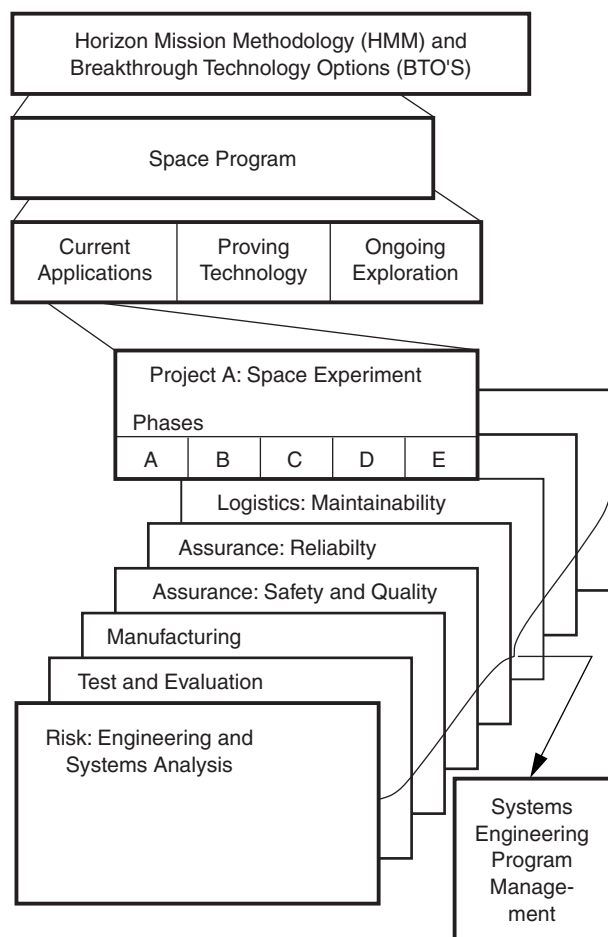 Horizon Mission Methodology (HMM) and
Breakthrough Technology Options (BTO'S)
Space Program
Current
Applications
Proving
Technology
Ongoing
Exploration
Project A: Space Experiment
Phases
A B C D E
Logistics: Maintainability
Assurance: Reliabilty
Assurance: Safety and Quality
Manufacturing
Test and Evaluation
Risk: Engineering and
Systems Analysis
Systems
Engineering
Program
Manage-
ment